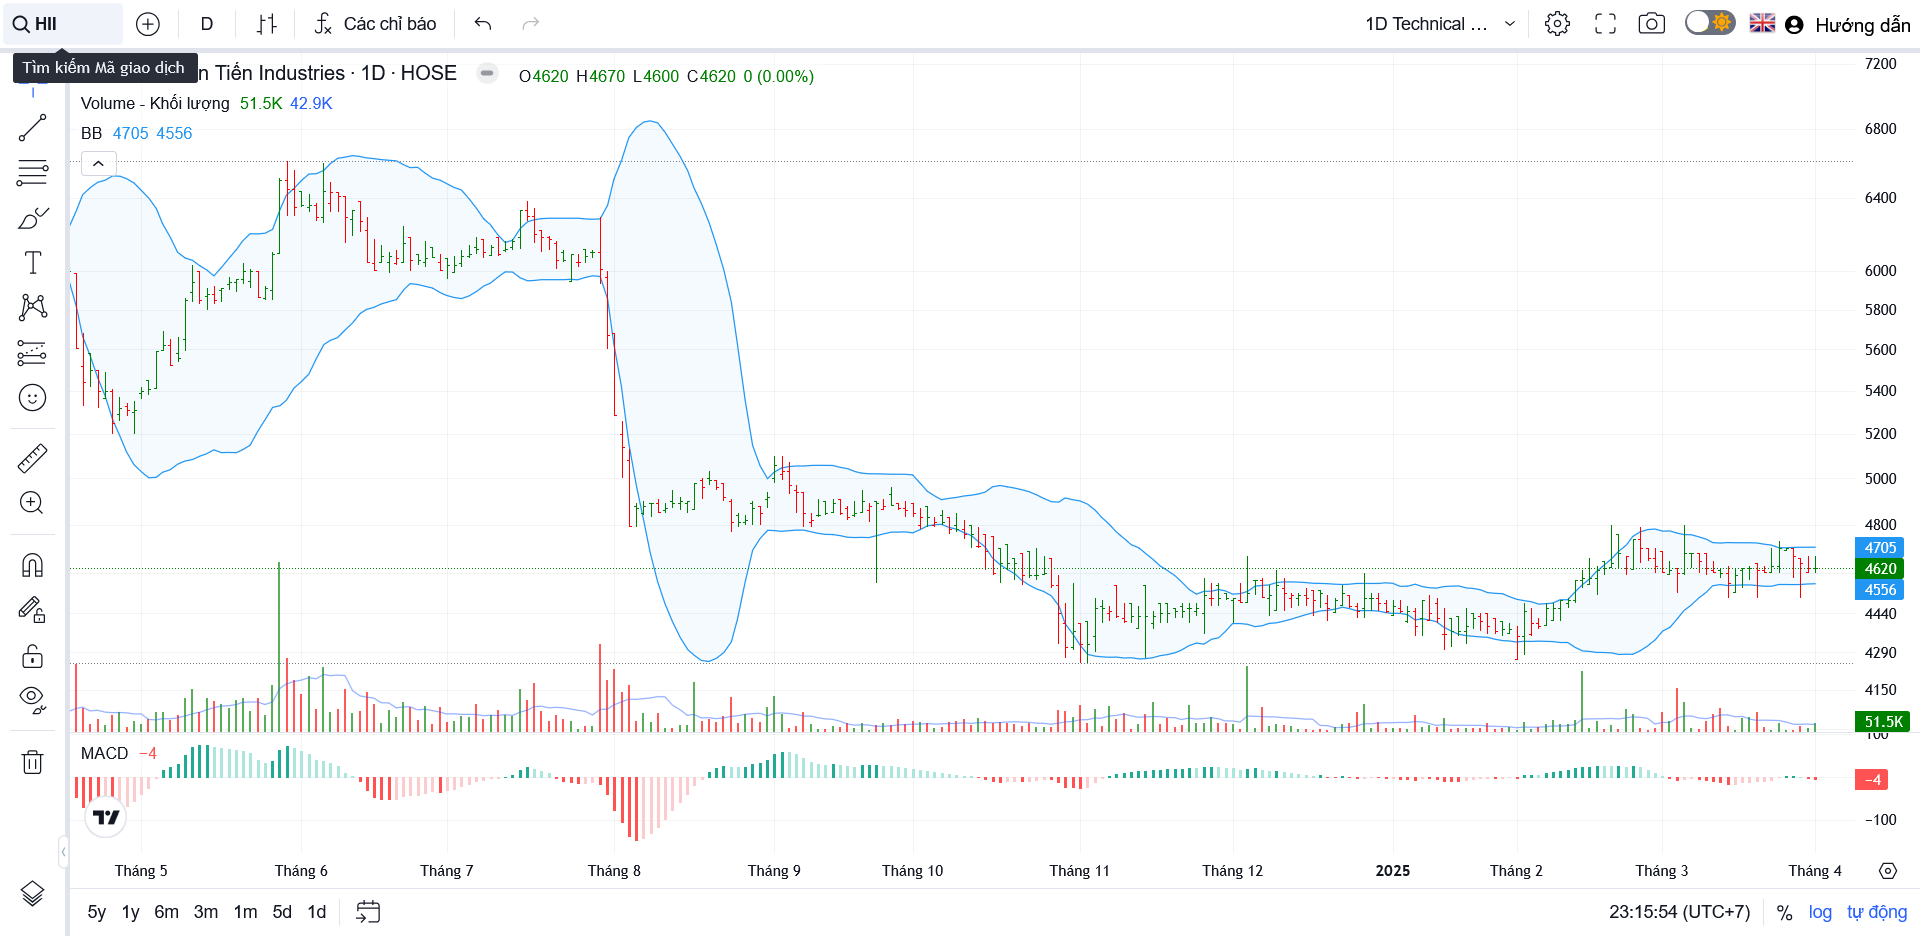 HII
D
Các chỉ báo
1D Technical ...
Hướng dẫn
Tìm kiếm Mã giao dịch
n Tiến Industries · 1D · HOSE
O4620 H4670 L4600 C4620 0 (0.00%)
Volume - Khối lượng 51.5K 42.9K
BB 4705 4556
7200
6800
6400
6000
5800
5600
5400
5200
5000
4800
4705
4620
4556
4440
4290
4150
51.5K
100
MACD −4
−4
−100
Tháng 5 Tháng 6 Tháng 7 Tháng 8 Tháng 9 Tháng 10 Tháng 11 Tháng 12 2025 Tháng 2 Tháng 3 Tháng 4
5y 1y 6m 3m 1m 5d 1d
23:15:54 (UTC+7) % log tự động